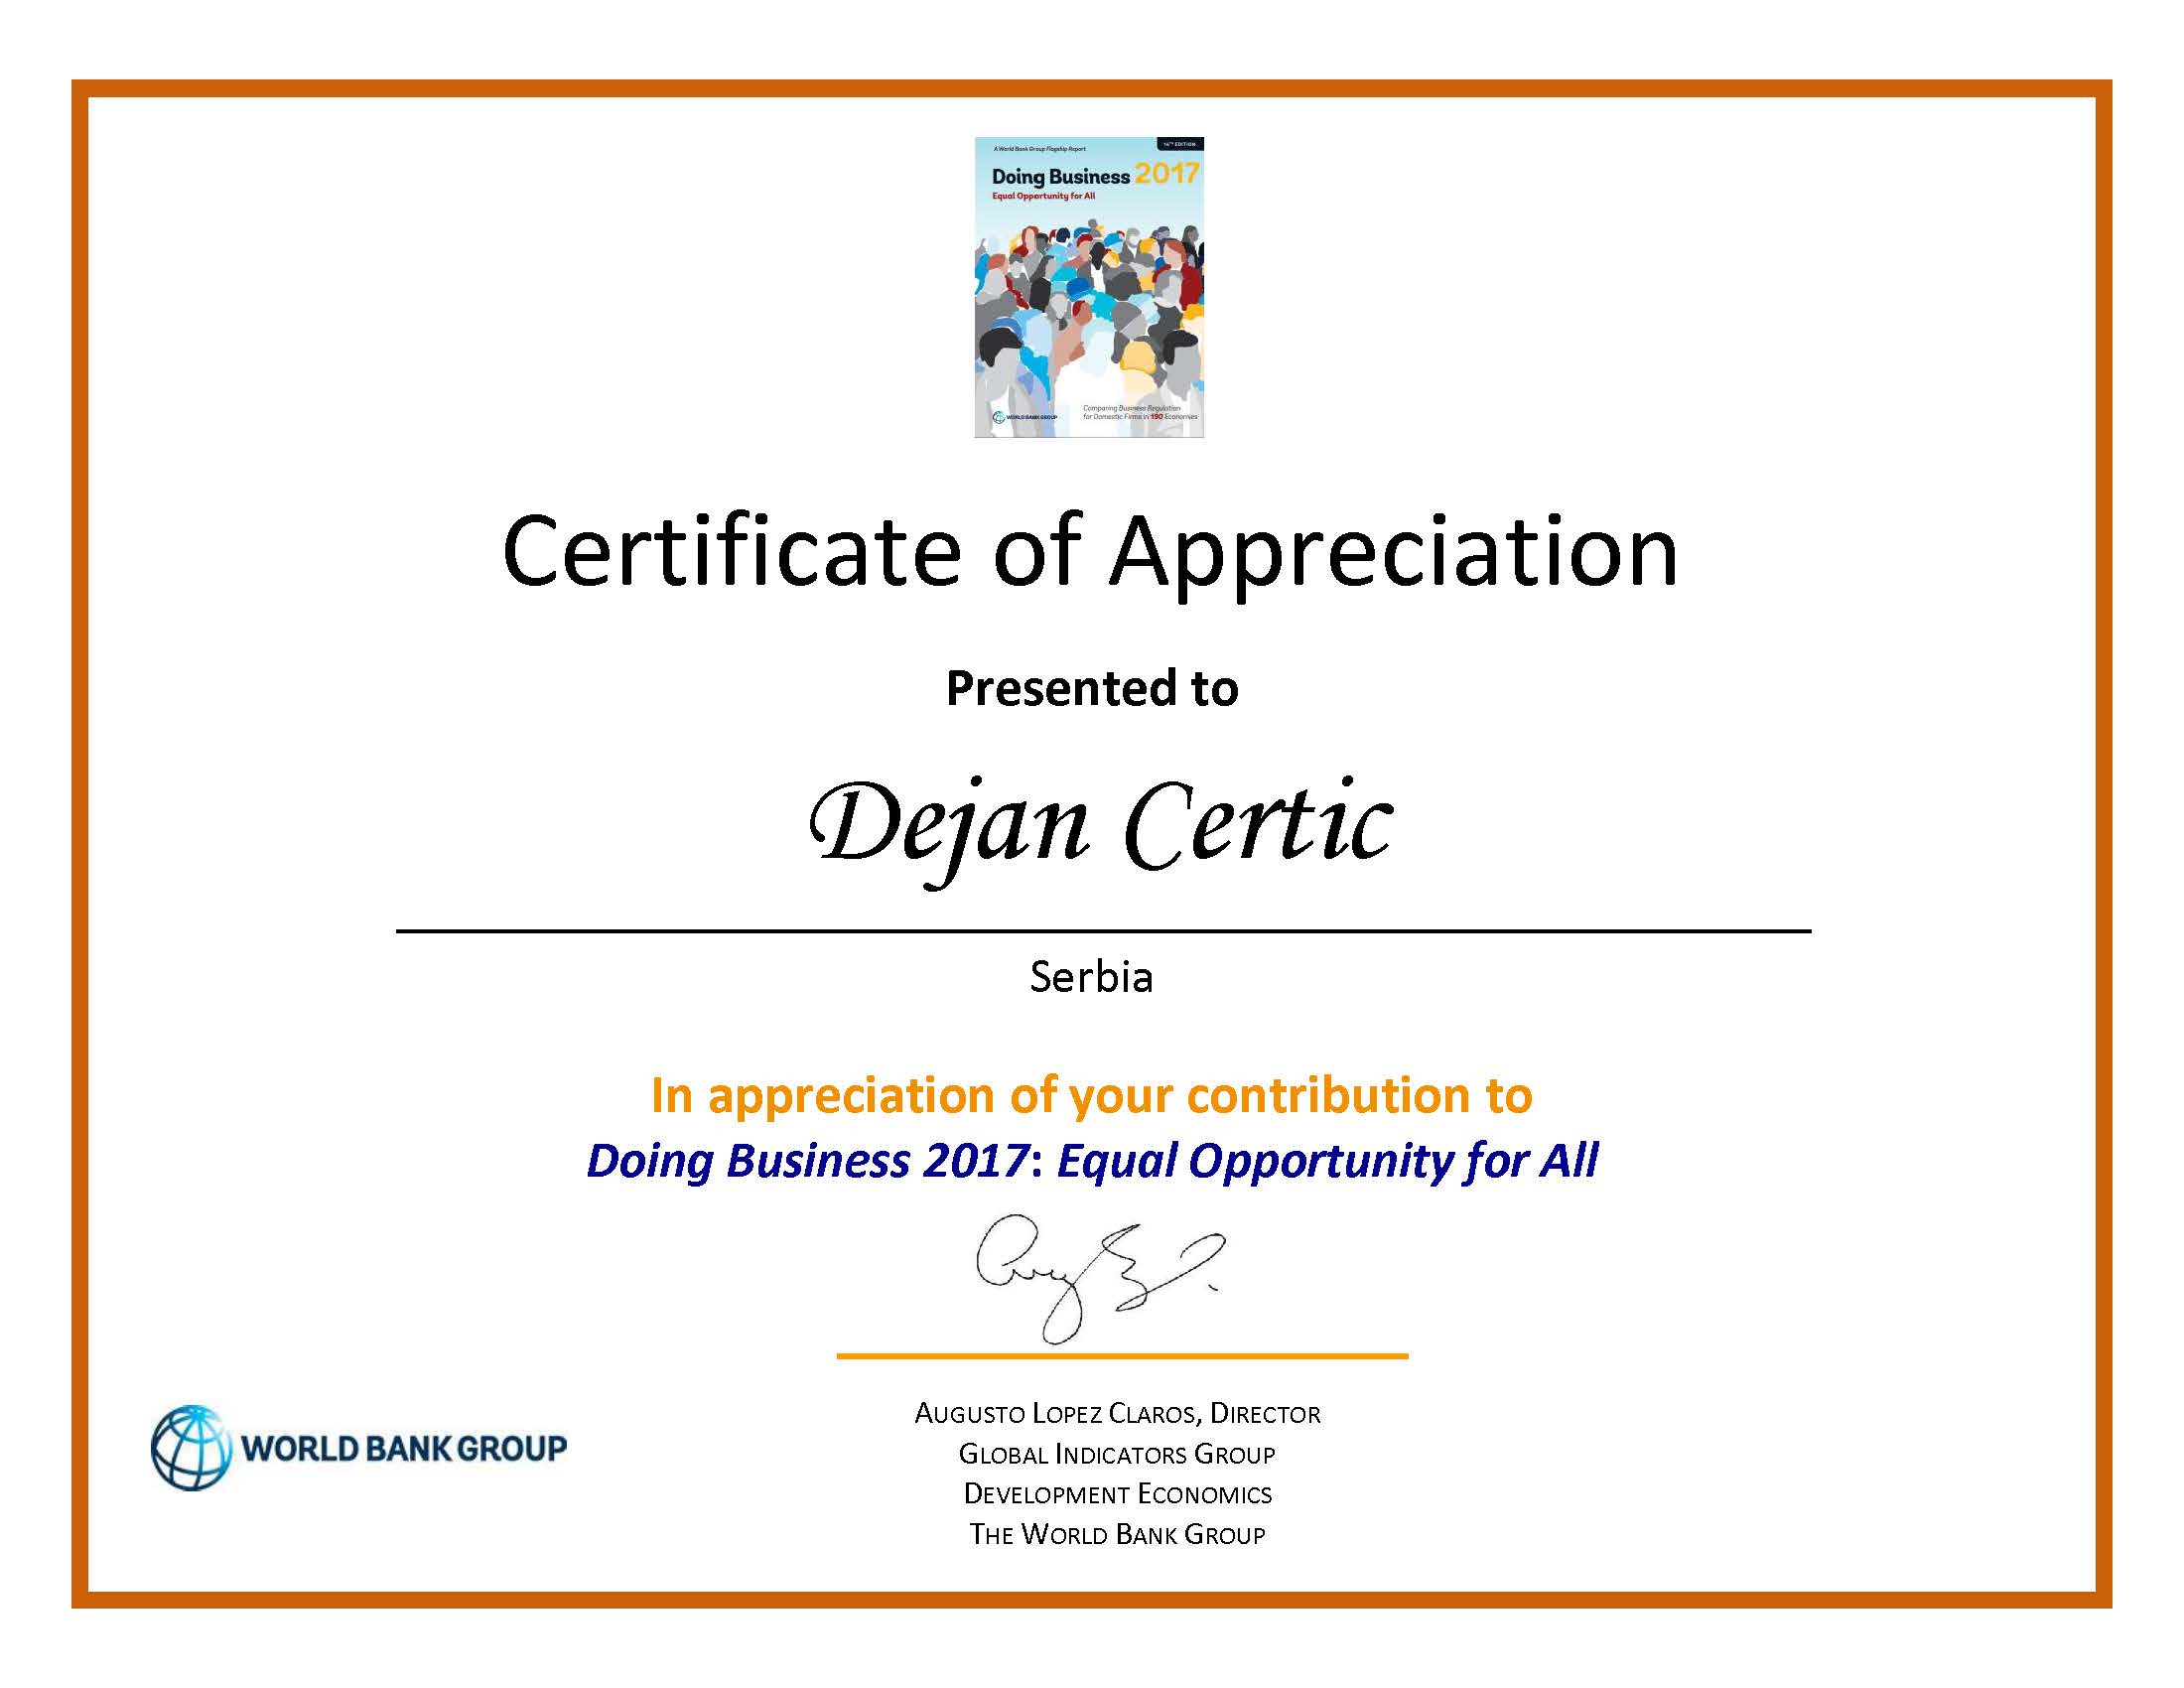 A World Bank Group Flagship Report
14TH EDITION
Doing Business 2017
Equal Opportunity for All
WORLD BANK GROUP
Comparing Business Regulation
for Domestic Firms in 190 Economies
Certificate of Appreciation
Presented to
Dejan Certic
Serbia
In appreciation of your contribution to
Doing Business 2017: Equal Opportunity for All
AUGUSTO LOPEZ CLAROS, DIRECTOR
GLOBAL INDICATORS GROUP
DEVELOPMENT ECONOMICS
THE WORLD BANK GROUP
WORLD BANK GROUP